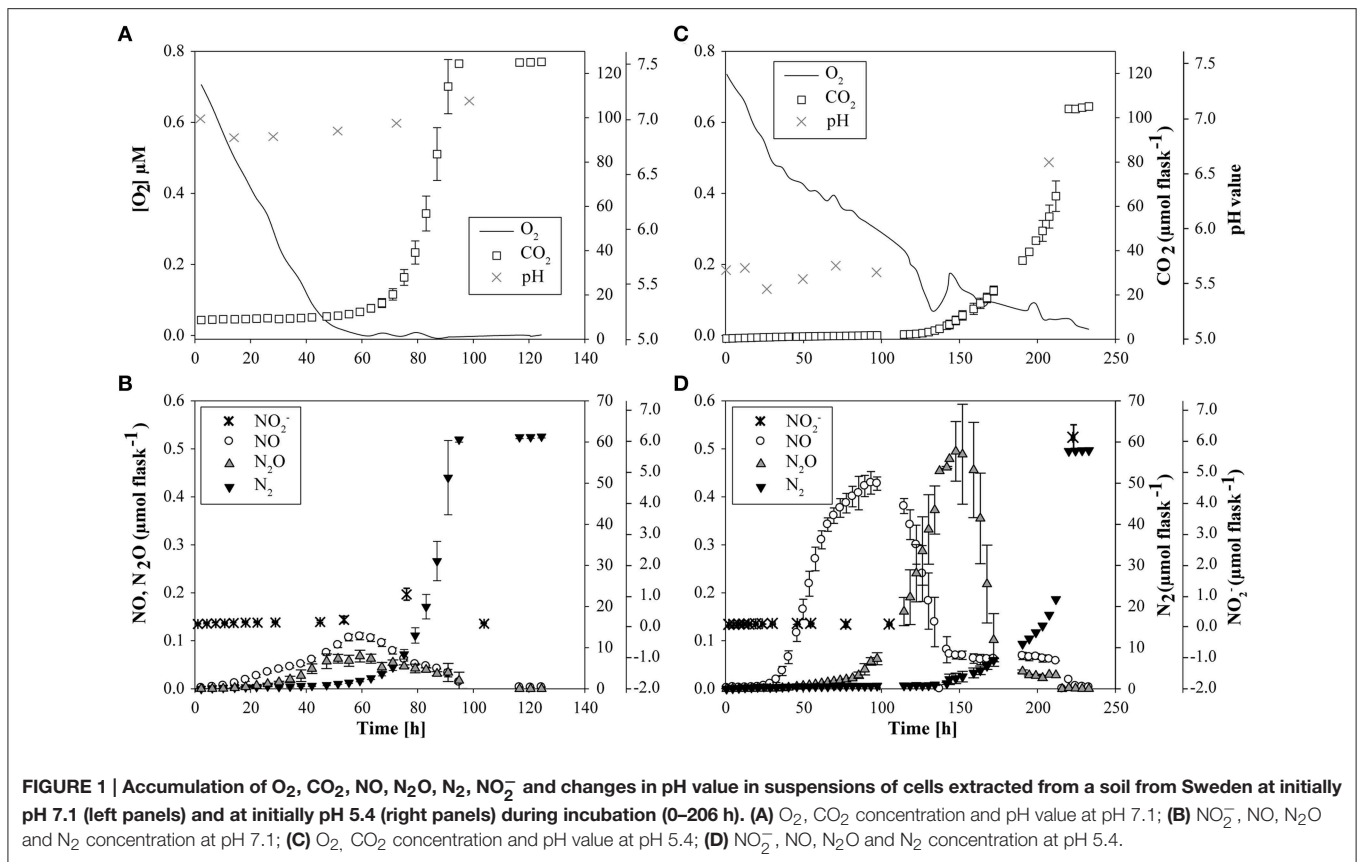 A
C
0.8
0.6
0.4
0.2
0.0
[O2] µM
0 20 40 60 80 100 120 140
120
100
80
60
40
20
0
7.5
7.0
6.5
6.0
5.5
5.0
O2
CO2
pH
0.8
0.6
0.4
0.2
0.0
0 50 100 150 200 250
120
100
80
60
40
20
0
CO2 (µmol flask-1)
7.5
7.0
6.5
6.0
5.5
5.0
pH value
O2
CO2
pH
B
D
0.6
0.5
0.4
0.3
0.2
0.1
0.0
NO, N2O (µmol flask-1)
NO2-
NO
N2O
N2
70
60
50
40
30
20
10
0
7.0
6.0
5.0
4.0
3.0
2.0
1.0
0.0
-1.0
-2.0
0 20 40 60 80 100 120 140
Time [h]
0.6
0.5
0.4
0.3
0.2
0.1
0.0
NO2-
NO
N2O
N2
70
60
50
40
30
20
10
0
N2 (µmol flask-1)
7.0
6.0
5.0
4.0
3.0
2.0
1.0
0.0
-1.0
-2.0
NO2- (µmol flask-1)
0 50 100 150 200 250
Time [h]
FIGURE 1 | Accumulation of O2, CO2, NO, N2O, N2, NO2− and changes in pH value in suspensions of cells extracted from a soil from Sweden at initially
pH 7.1 (left panels) and at initially pH 5.4 (right panels) during incubation (0–206 h). (A) O2, CO2 concentration and pH value at pH 7.1; (B) NO2−, NO, N2O
and N2 concentration at pH 7.1; (C) O2, CO2 concentration and pH value at pH 5.4; (D) NO2−, NO, N2O and N2 concentration at pH 5.4.